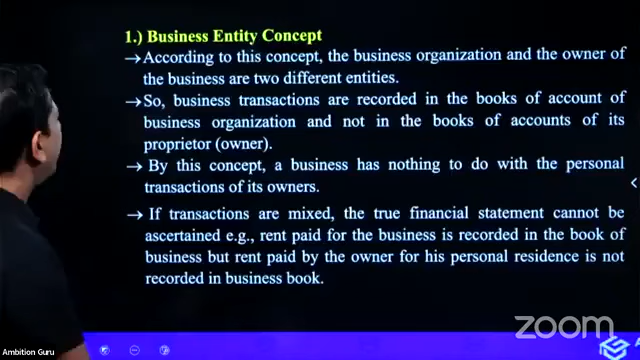 1.) Business Entity Concept
→According to this concept, the business organization and the owner of
the business are two different entities.
→So, business transactions are recorded in the books of account of
business organization and not in the books of accounts of its
proprietor (owner).
→ By this concept, a business has nothing to do with the personal
transactions of its owners.
→ If transactions are mixed, the true financial statement cannot be
ascertained e.g., rent paid for the business is recorded in the book of
business but rent paid by the owner for his personal residence is not
recorded in business book.
zoom
Ambition Guru